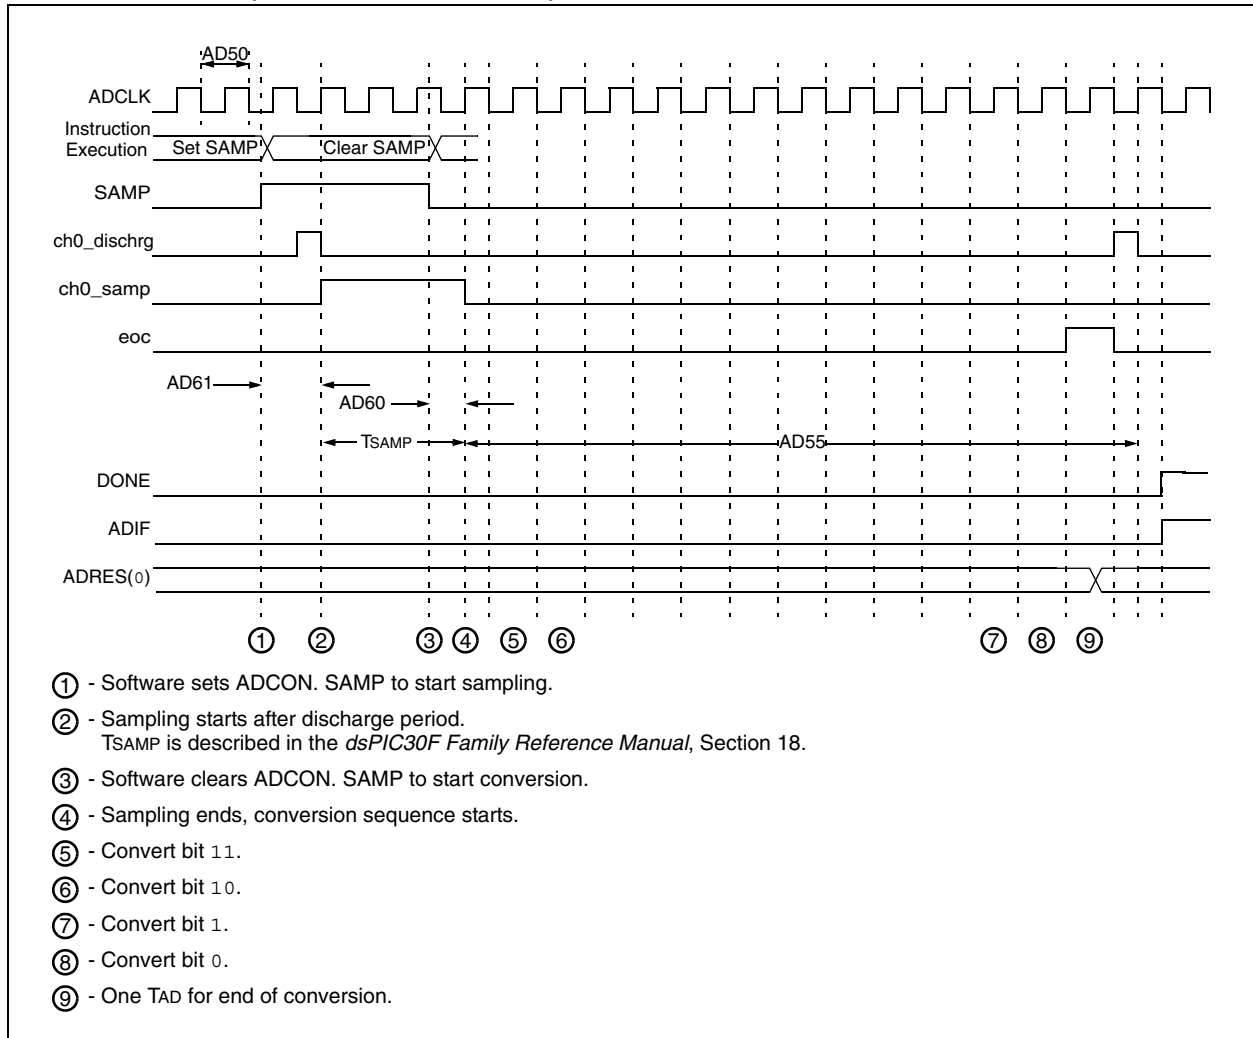 AD50
ADCLK
Instruction
Execution
Set SAMP
Clear SAMP
SAMP
ch0_dischrg
ch0_samp
eoc
AD61
AD60
TSAMP
AD55
DONE
ADIF
ADRES(0)
1 2 3 4 5 6 7 8 9
1 - Software sets ADCON. SAMP to start sampling.
2 - Sampling starts after discharge period.
TSAMP is described in the dsPIC30F Family Reference Manual, Section 18.
3 - Software clears ADCON. SAMP to start conversion.
4 - Sampling ends, conversion sequence starts.
5 - Convert bit 11.
6 - Convert bit 10.
7 - Convert bit 1.
8 - Convert bit 0.
9 - One TAD for end of conversion.